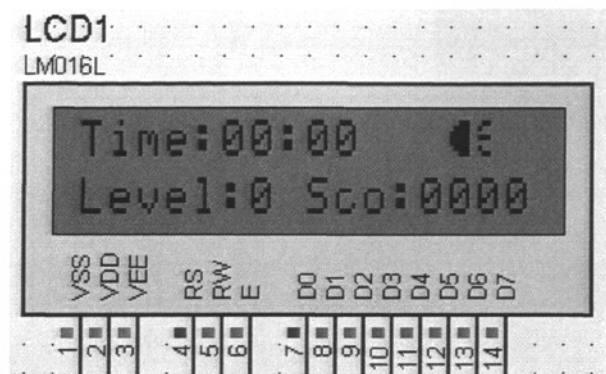 LCD1
LM016L
Time:00:00
Level:0 Sco:0000
VSS VDD VEE RS RW E D0 D1 D2 D3 D4 D5 D6 D7
1 2 3 4 5 6 7 8 9 10 11 12 13 14